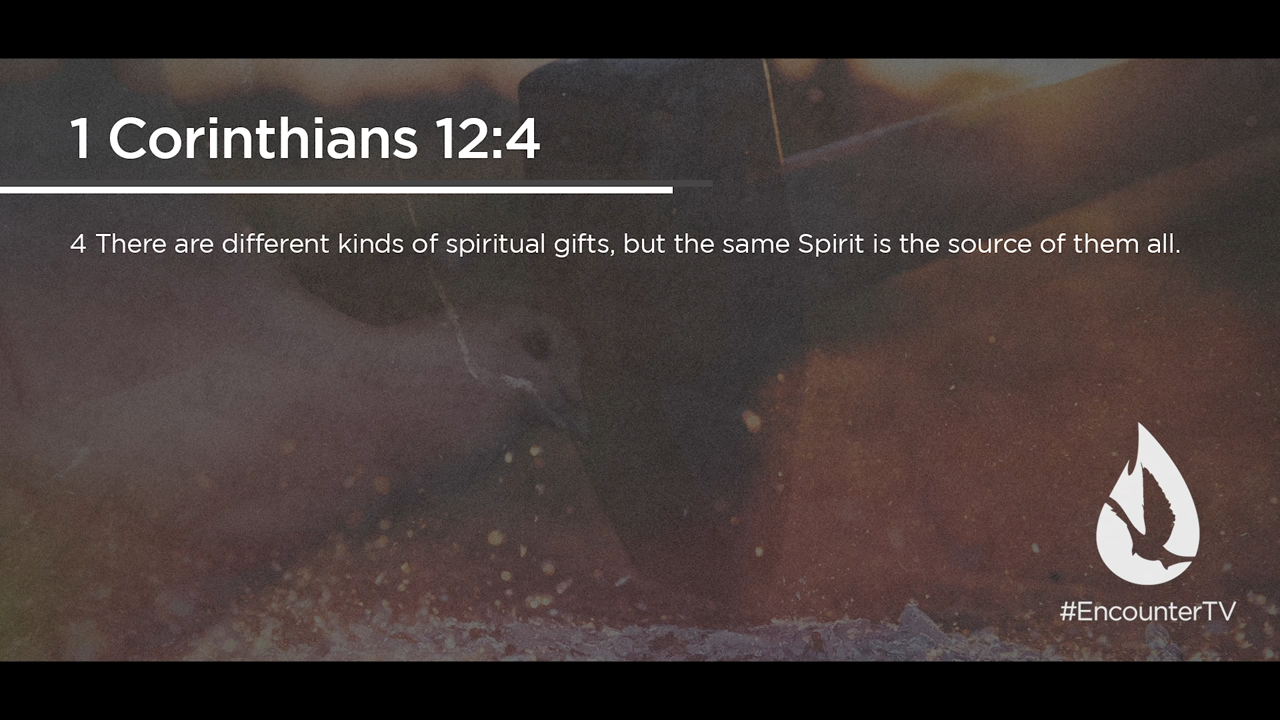 1 Corinthians 12:4
4 There are different kinds of spiritual gifts, but the same Spirit is the source of them all.
#EncounterTV